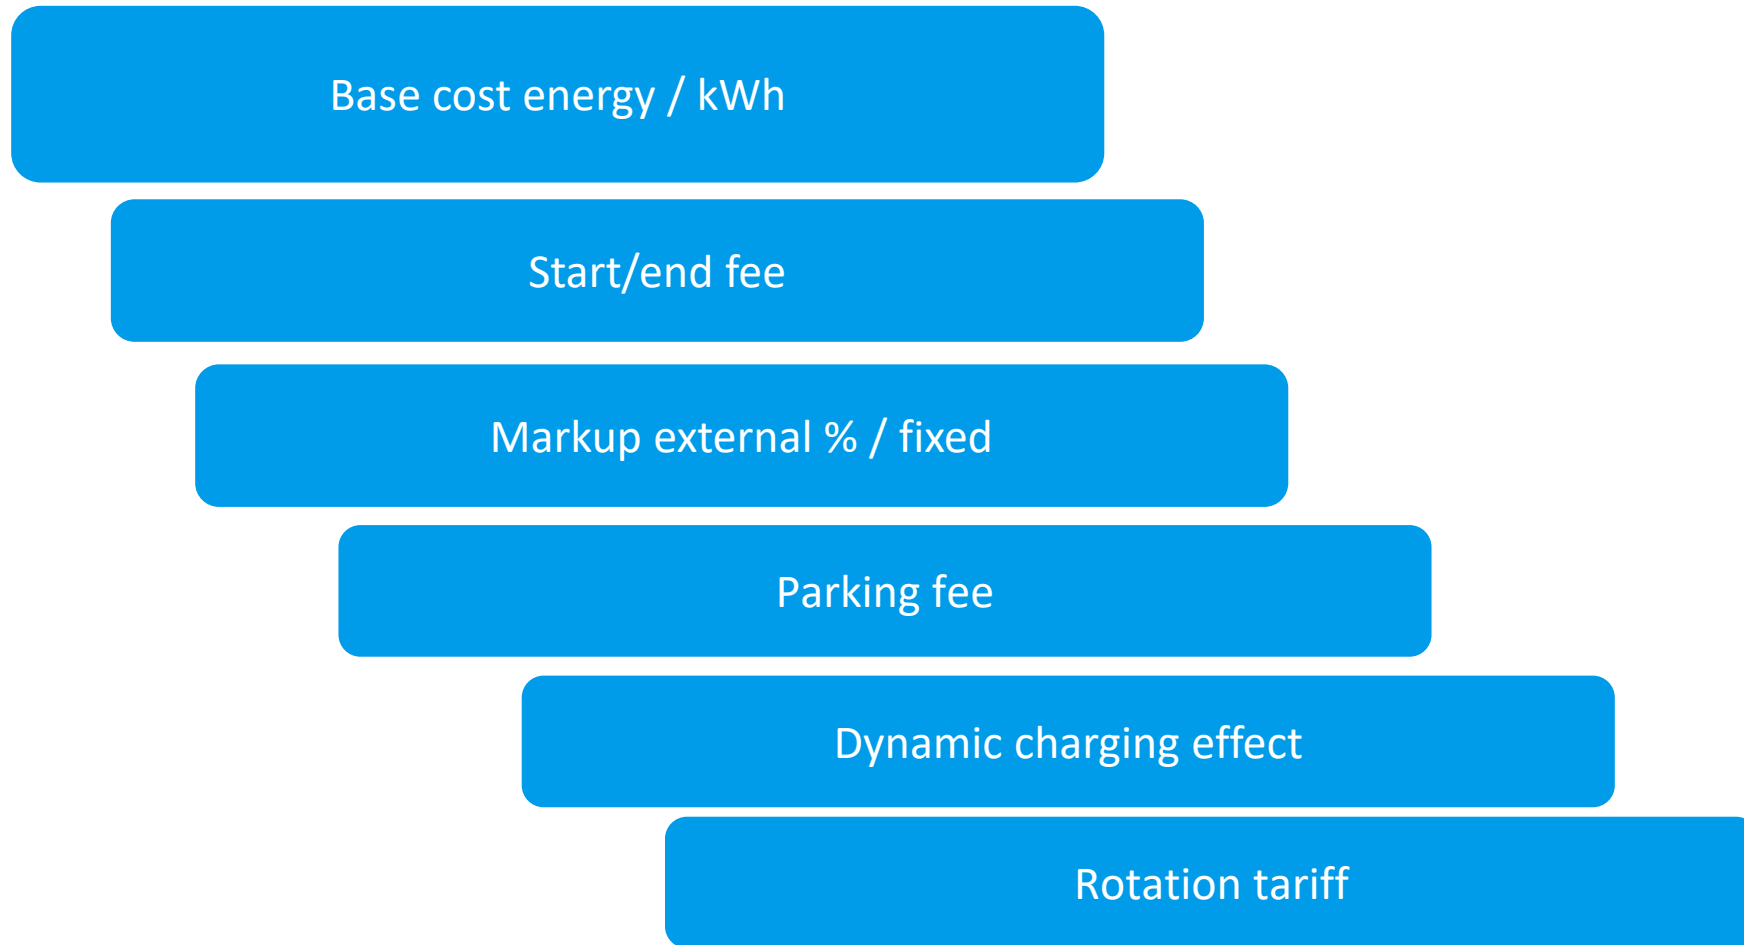 Base cost energy / kWh
Start/end fee
Markup external % / fixed
Parking fee
Dynamic charging effect
Rotation tariff